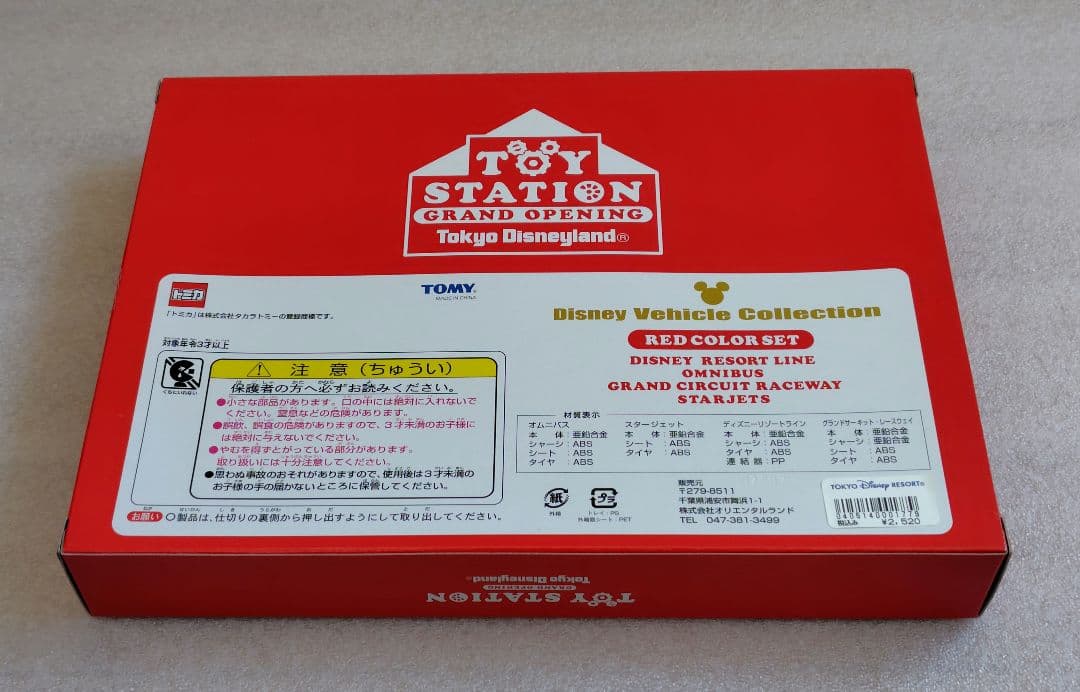 TOY
STATION
GRAND OPENING
Tokyo Disneyland®
トミカ
「トミカ」は株式会社タカラトミーの登録商標です。
TOMY®
MADE IN CHINA
Disney Vehicle Collection
RED COLOR SET
DISNEY RESORT LINE
OMNIBUS
GRAND CIRCUIT RACEWAY
STARJETS
対象年令3才以上
くちにいれない
注意(ちゅうい)
保護者の方へ必ずお読みください。
●小さな部品があります。口の中には絶対に入れないで
ください。窒息などの危険があります。
●誤飲、誤食の危険がありますので、3才未満のお子様に
は絶対に与えないでください。
●やむを得ずとがっている部分があります。
取り扱いには十分注意してください。
●思わぬ事故のおそれがありますので、使用後は3才未満の
お子様の手の届かないところに保管してください。
お願い ○製品は、仕切りの裏側から押し出すようにして取り出してください。
材質表示
オムニバス
本体:亜鉛合金
シャーシ:ABS
シート:ABS
タイヤ:ABS
スタージェット
本体:亜鉛合金
シート:ABS
タイヤ:ABS
ディズニーリゾートライン
本体:亜鉛合金
シャーシ:ABS
タイヤ:ABS
連結器:PP
グランドサーキット・レースウェイ
本体:亜鉛合金
シャーシ:亜鉛合金
シート:ABS
タイヤ:ABS
紙
外箱
プラ
トレイ:PS
外箱窓シート:PET
販売元
〒279-8511
千葉県浦安市舞浜1-1
株式会社オリエンタルランド
TEL 047-381-3499
TOKYO Disney RESORT®
0405140001779
税込み ¥2,520
TOY STATION
GRAND OPENING
Tokyo Disneyland®